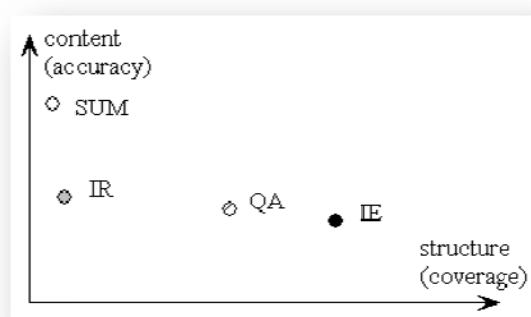 content
(accuracy)
SUM
IR
QA
IE
structure
(coverage)